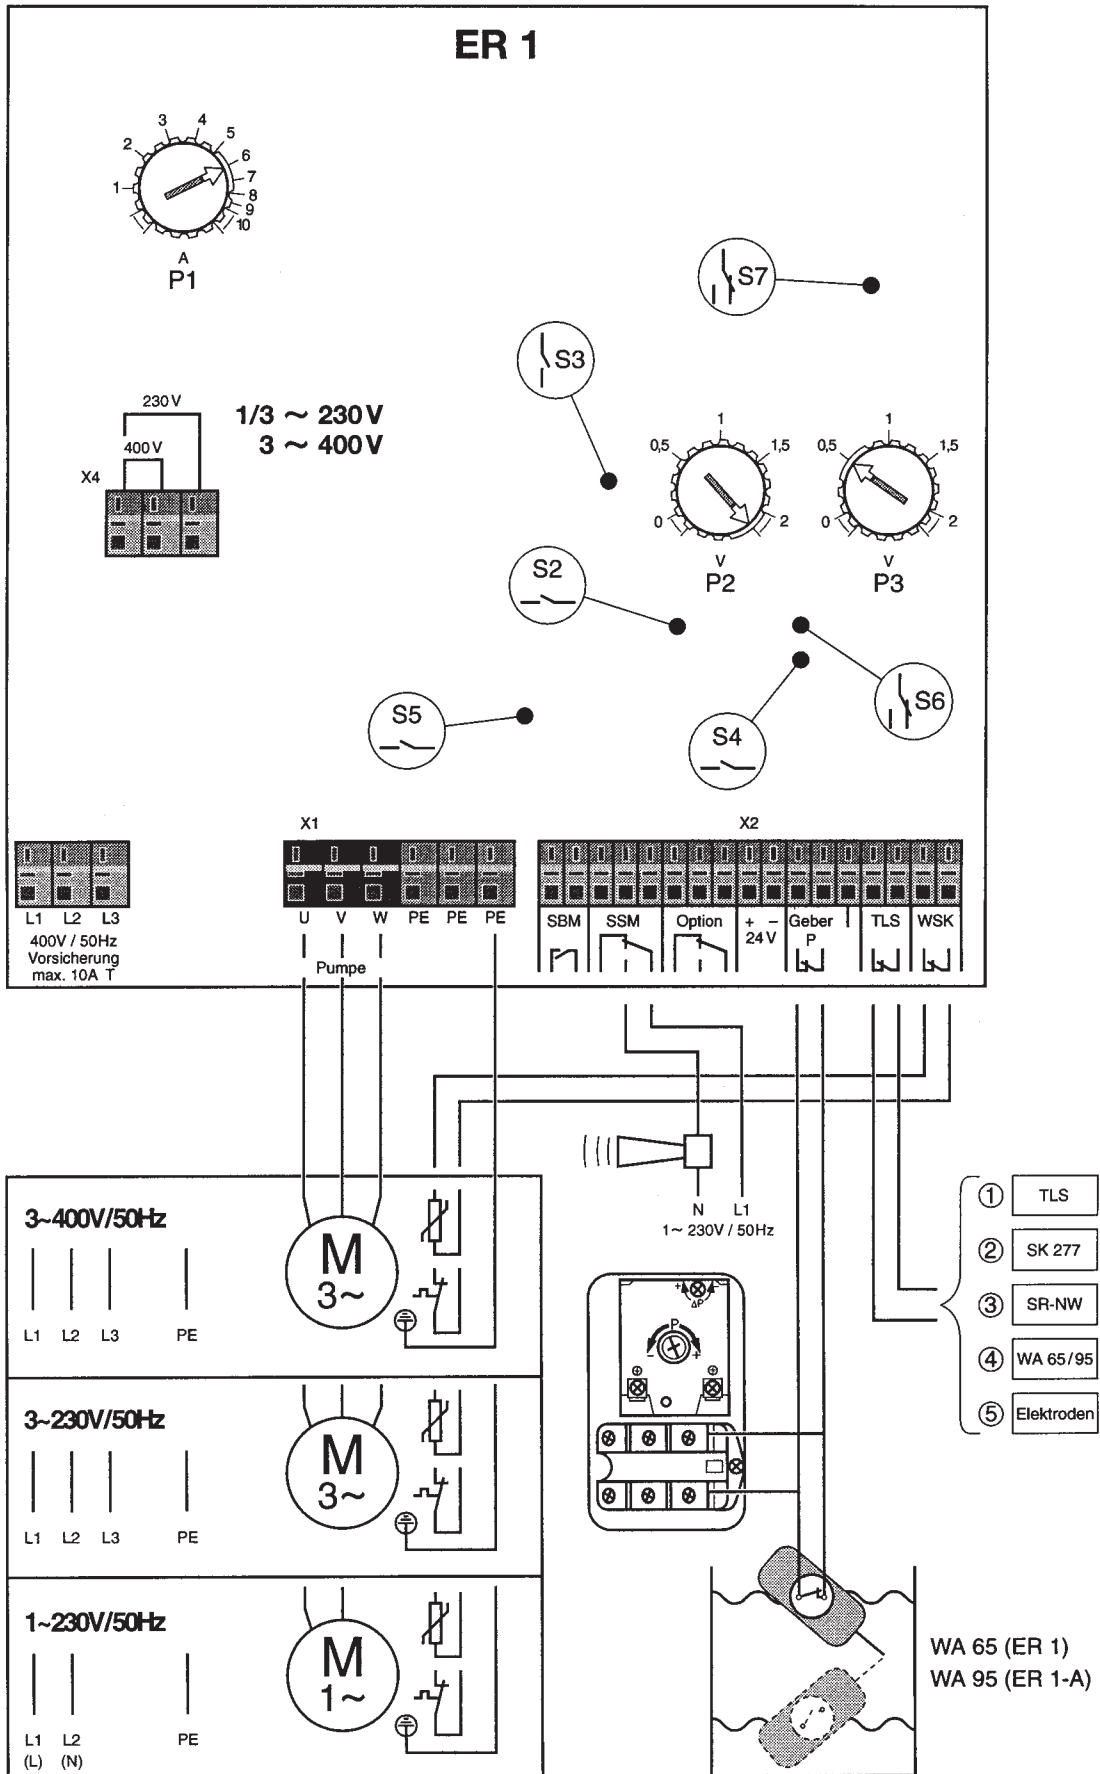 ER 1
1 2 3 4 5 6 7 8 9 10
A
P1
S7
S3
230 V
400 V
X4
1/3 ~ 230 V
3 ~ 400 V
0 0,5 1 1,5 2
V
P2
0 0,5 1 1,5 2
V
P3
S2
S6
S5
S4
X1
X2
L1 L2 L3
400V / 50Hz
Vorsicherung
max. 10A T
U V W PE PE PE
Pumpe
SBM SSM Option + – Geber I TLS WSK
24 V P
N L1
1~ 230V / 50Hz
3~400V/50Hz
M
3~
L1 L2 L3 PE
3~230V/50Hz
M
3~
L1 L2 L3 PE
1~230V/50Hz
M
1~
L1 L2 PE
(L) (N)
+ –
ΔP
P
– +
1 TLS
2 SK 277
3 SR-NW
4 WA 65/95
5 Elektroden
WA 65 (ER 1)
WA 95 (ER 1-A)